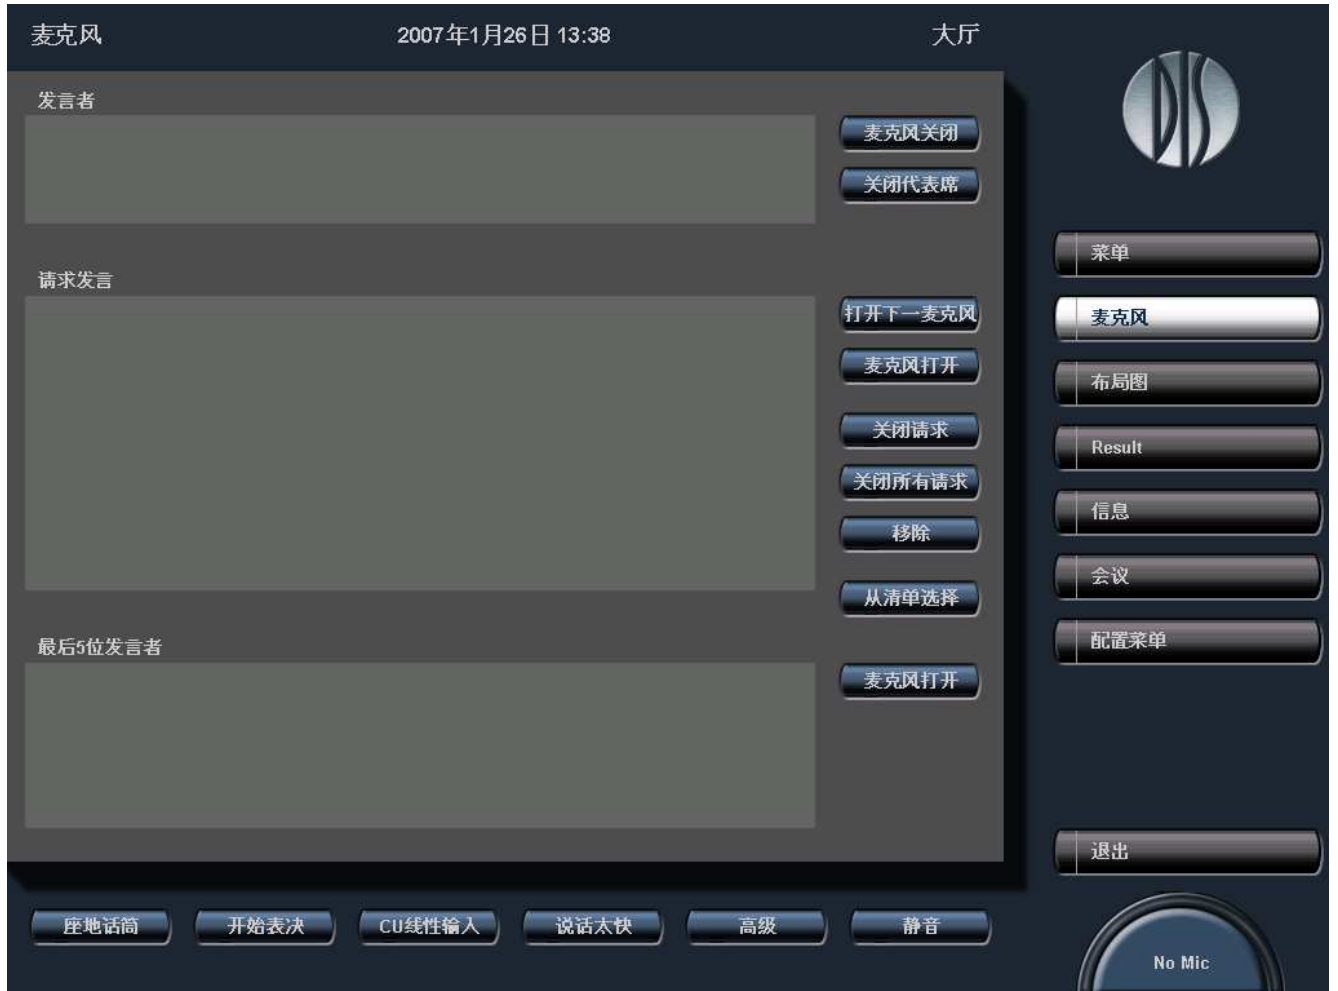 麦克风
2007年1月26日 13:38
大厅
DIS
发言者
麦克风关闭
关闭代表席
请求发言
打开下一麦克风
麦克风打开
关闭请求
关闭所有请求
移除
从清单选择
最后5位发言者
麦克风打开
菜单
麦克风
布局图
Result
信息
会议
配置菜单
退出
座地话筒
开始表决
CU线性输入
说话太快
高级
静音
No Mic